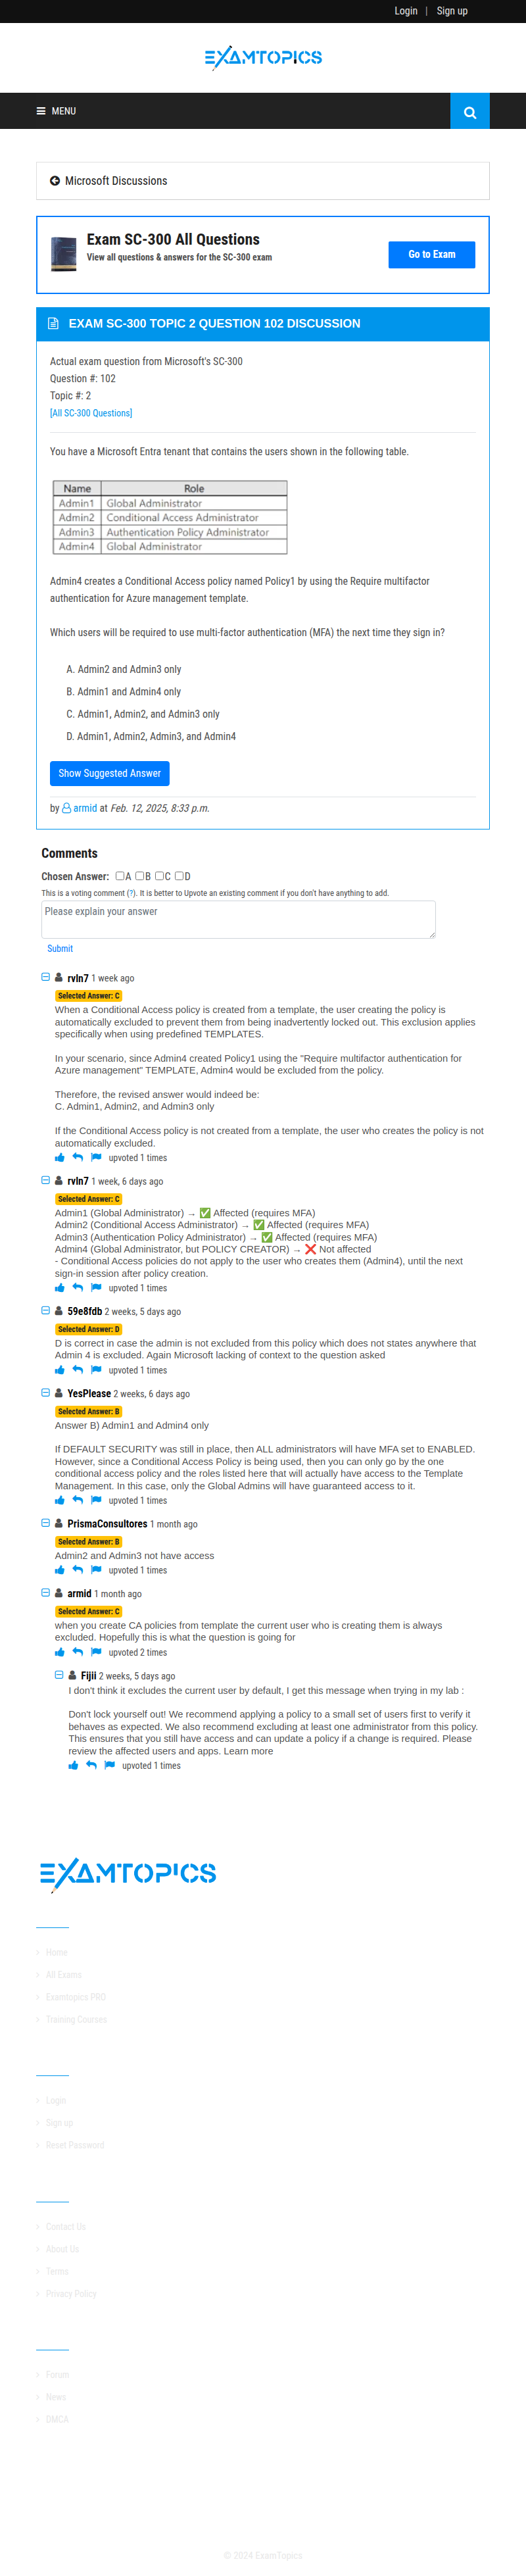 Login | Sign up
EXAMTOPICS
MENU
Microsoft Discussions
Exam SC-300 All Questions
View all questions & answers for the SC-300 exam
Go to Exam
EXAM SC-300 TOPIC 2 QUESTION 102 DISCUSSION
Actual exam question from Microsoft's SC-300
Question #: 102
Topic #: 2
[All SC-300 Questions]
You have a Microsoft Entra tenant that contains the users shown in the following table.
Name Role
Admin1 Global Administrator
Admin2 Conditional Access Administrator
Admin3 Authentication Policy Administrator
Admin4 Global Administrator
Admin4 creates a Conditional Access policy named Policy1 by using the Require multifactor
authentication for Azure management template.
Which users will be required to use multi-factor authentication (MFA) the next time they sign in?
A. Admin2 and Admin3 only
B. Admin1 and Admin4 only
C. Admin1, Admin2, and Admin3 only
D. Admin1, Admin2, Admin3, and Admin4
Show Suggested Answer
by armid at Feb. 12, 2025, 8:33 p.m.
Comments
Chosen Answer: A B C D
This is a voting comment (?). It is better to Upvote an existing comment if you don't have anything to add.
Please explain your answer
Submit
rvln7 1 week ago
Selected Answer: C
When a Conditional Access policy is created from a template, the user creating the policy is
automatically excluded to prevent them from being inadvertently locked out. This exclusion applies
specifically when using predefined TEMPLATES.
In your scenario, since Admin4 created Policy1 using the "Require multifactor authentication for
Azure management" TEMPLATE, Admin4 would be excluded from the policy.
Therefore, the revised answer would indeed be:
C. Admin1, Admin2, and Admin3 only
If the Conditional Access policy is not created from a template, the user who creates the policy is not
automatically excluded.
upvoted 1 times
rvln7 1 week, 6 days ago
Selected Answer: C
Admin1 (Global Administrator) → ✅ Affected (requires MFA)
Admin2 (Conditional Access Administrator) → ✅ Affected (requires MFA)
Admin3 (Authentication Policy Administrator) → ✅ Affected (requires MFA)
Admin4 (Global Administrator, but POLICY CREATOR) → ❌ Not affected
- Conditional Access policies do not apply to the user who creates them (Admin4), until the next
sign-in session after policy creation.
upvoted 1 times
59e8fdb 2 weeks, 5 days ago
Selected Answer: D
D is correct in case the admin is not excluded from this policy which does not states anywhere that
Admin 4 is excluded. Again Microsoft lacking of context to the question asked
upvoted 1 times
YesPlease 2 weeks, 6 days ago
Selected Answer: B
Answer B) Admin1 and Admin4 only
If DEFAULT SECURITY was still in place, then ALL administrators will have MFA set to ENABLED.
However, since a Conditional Access Policy is being used, then you can only go by the one
conditional access policy and the roles listed here that will actually have access to the Template
Management. In this case, only the Global Admins will have guaranteed access to it.
upvoted 1 times
PrismaConsultores 1 month ago
Selected Answer: B
Admin2 and Admin3 not have access
upvoted 1 times
armid 1 month ago
Selected Answer: C
when you create CA policies from template the current user who is creating them is always
excluded. Hopefully this is what the question is going for
upvoted 2 times
Fijii 2 weeks, 5 days ago
I don't think it excludes the current user by default, I get this message when trying in my lab :
Don't lock yourself out! We recommend applying a policy to a small set of users first to verify it
behaves as expected. We also recommend excluding at least one administrator from this policy.
This ensures that you still have access and can update a policy if a change is required. Please
review the affected users and apps. Learn more
upvoted 1 times
EXAMTOPICS
Home
All Exams
Examtopics PRO
Training Courses
Login
Sign up
Reset Password
Contact Us
About Us
Terms
Privacy Policy
Forum
News
DMCA
© 2024 ExamTopics